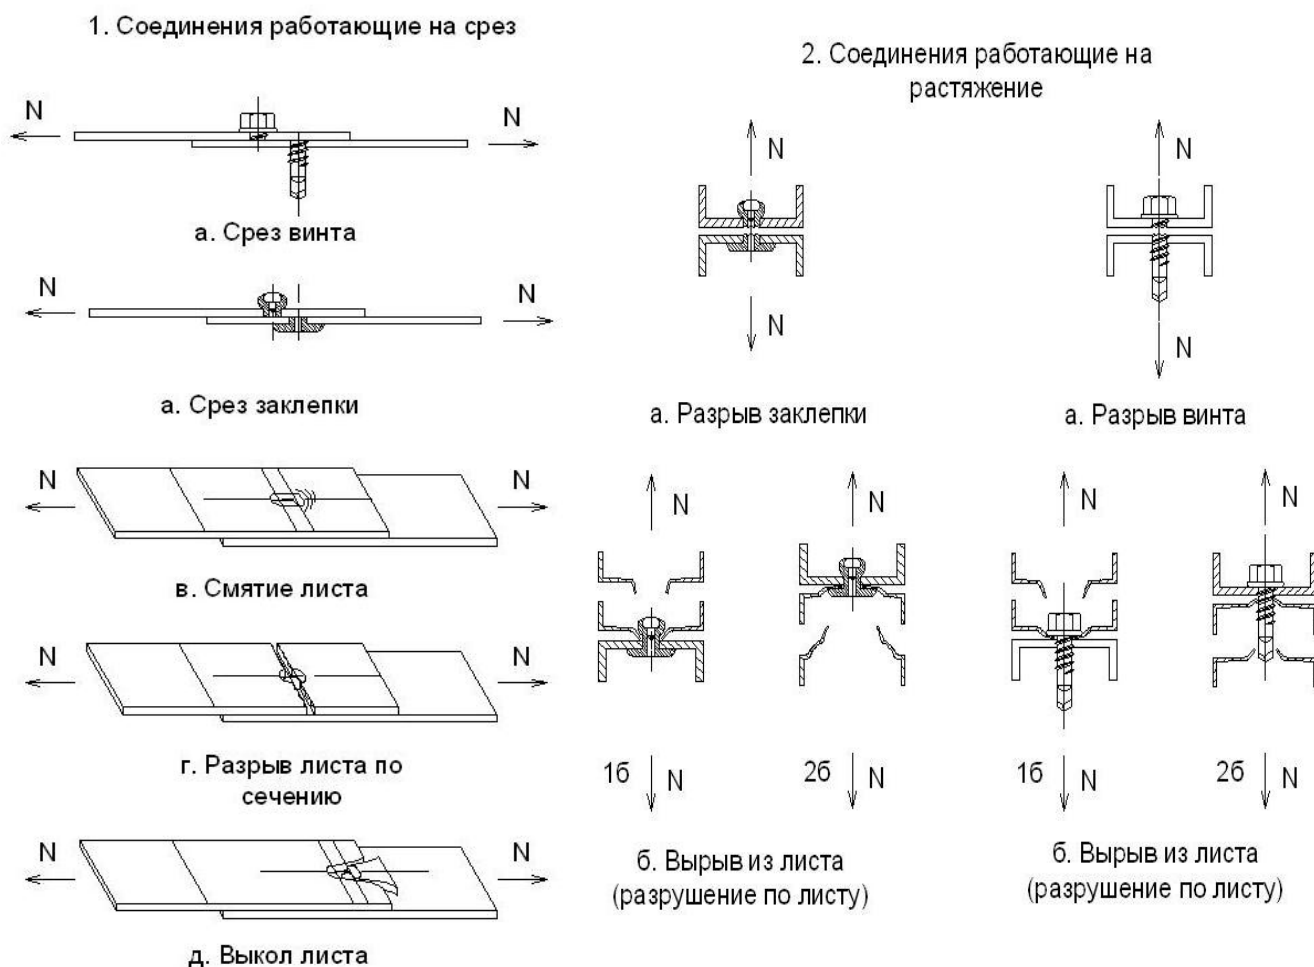 1. Соединения работающие на срез
N
N
а. Срез винта
N
N
а. Срез заклепки
N
N
в. Смятие листа
N
N
г. Разрыв листа по
сечению
N
N
д. Выкол листа
2. Соединения работающие на
растяжение
N
N
а. Разрыв заклепки
N
N
а. Разрыв винта
N
N
1б
N
2б
N
б. Вырыв из листа
(разрушение по листу)
N
N
1б
N
2б
N
б. Вырыв из листа
(разрушение по листу)